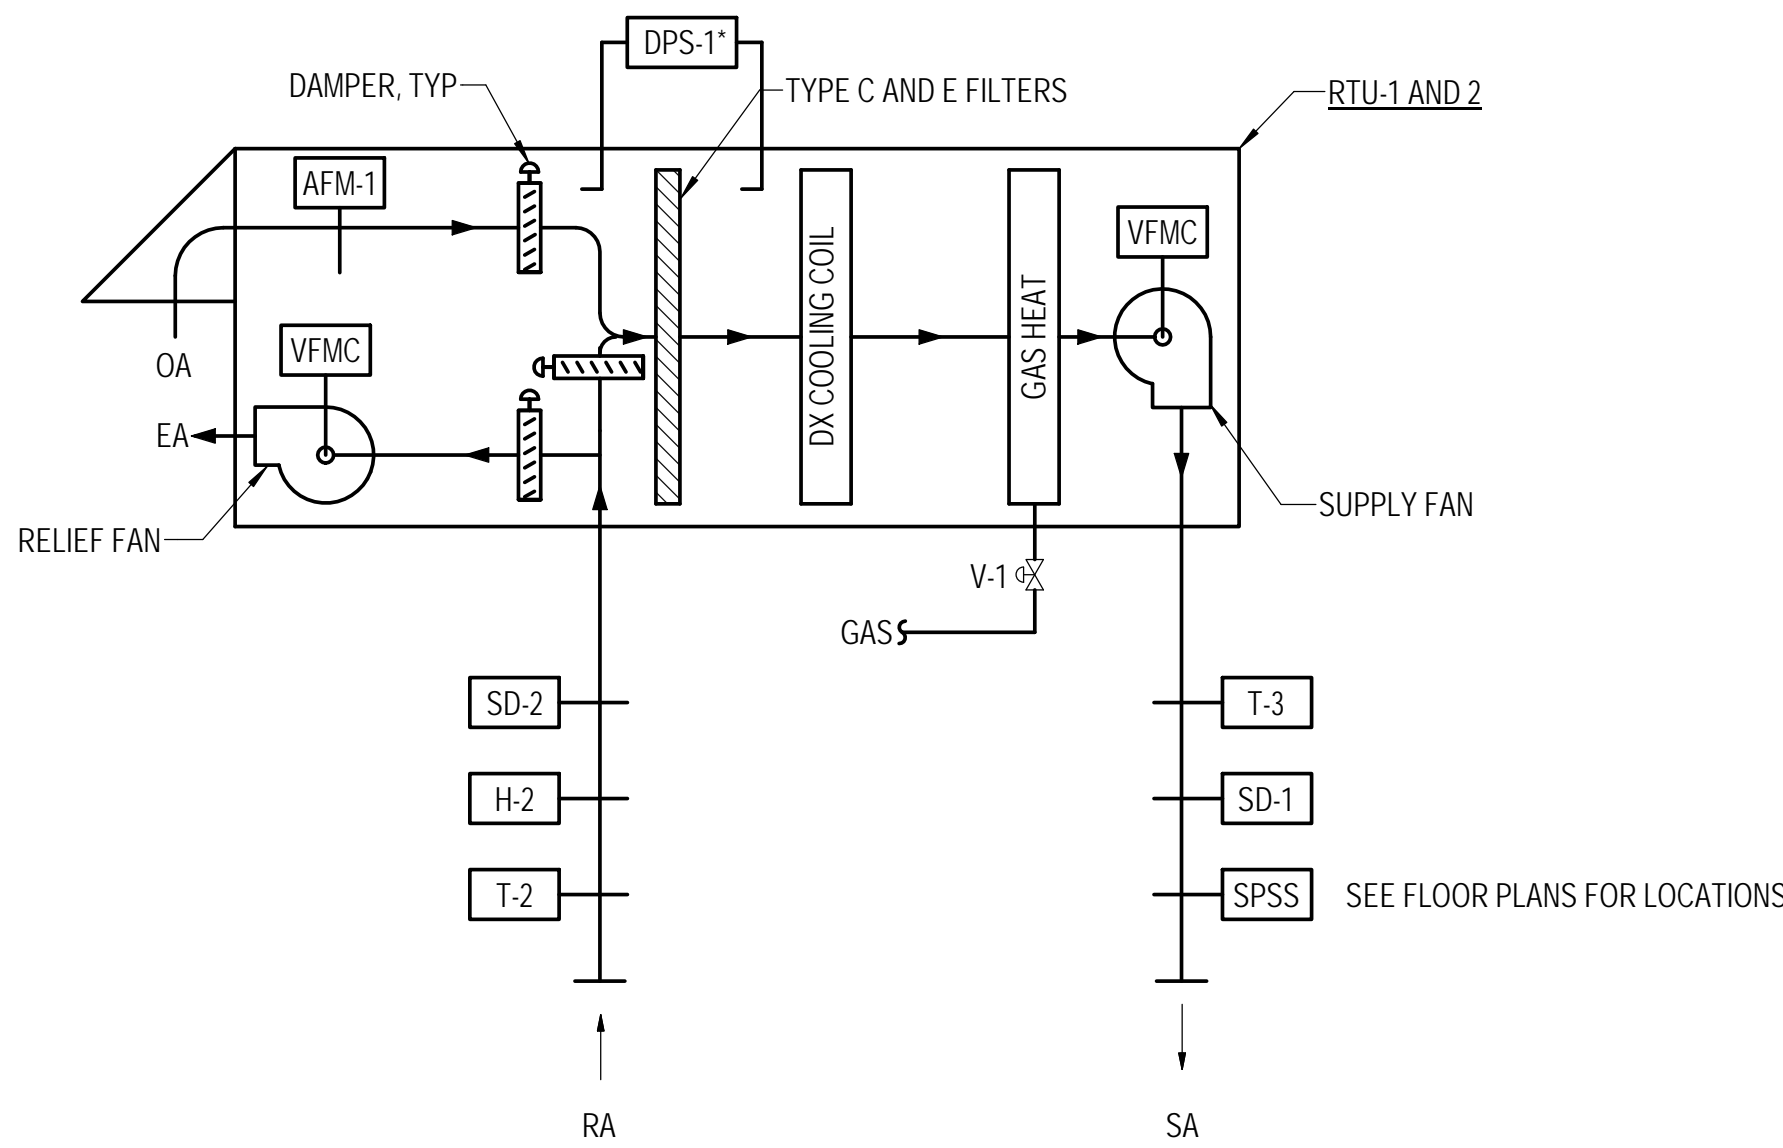 DPS-1*
DAMPER, TYP
TYPE C AND E FILTERS
RTU-1 AND 2
AFM-1
VFMC
DX COOLING COIL
GAS HEAT
VFMC
OA
EA
RELIEF FAN
SUPPLY FAN
V-1
GAS
SD-2
T-3
H-2
SD-1
T-2
SPSS
SEE FLOOR PLANS FOR LOCATIONS
RA
SA